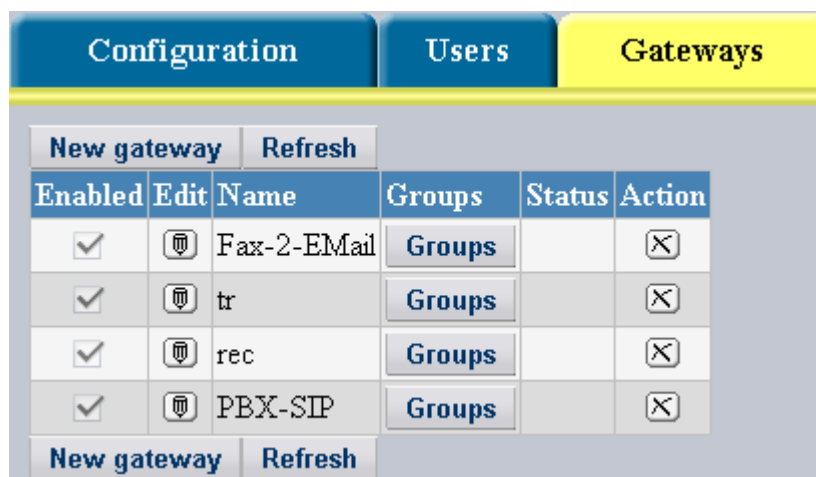 Configuration Users Gateways
New gateway Refresh
Enabled Edit Name Groups Status Action
Fax-2-EMail Groups
tr Groups
rec Groups
PBX-SIP Groups
New gateway Refresh